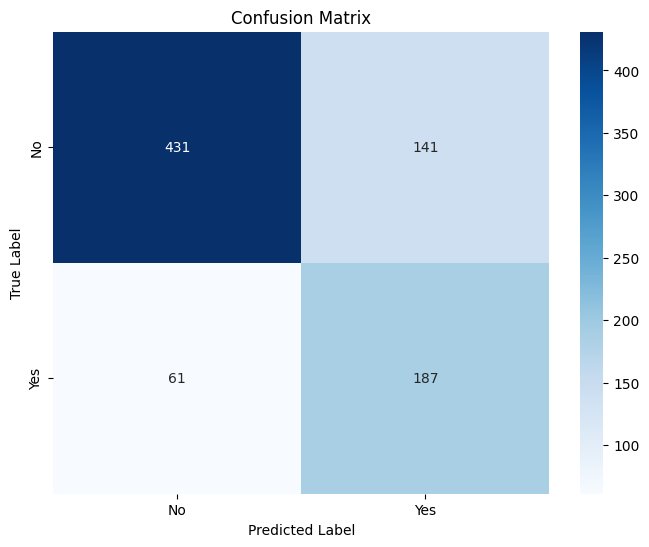 Confusion Matrix
400
350
300
250
200
150
100
No
431
141
True Label
Yes
61
187
No
Yes
Predicted Label